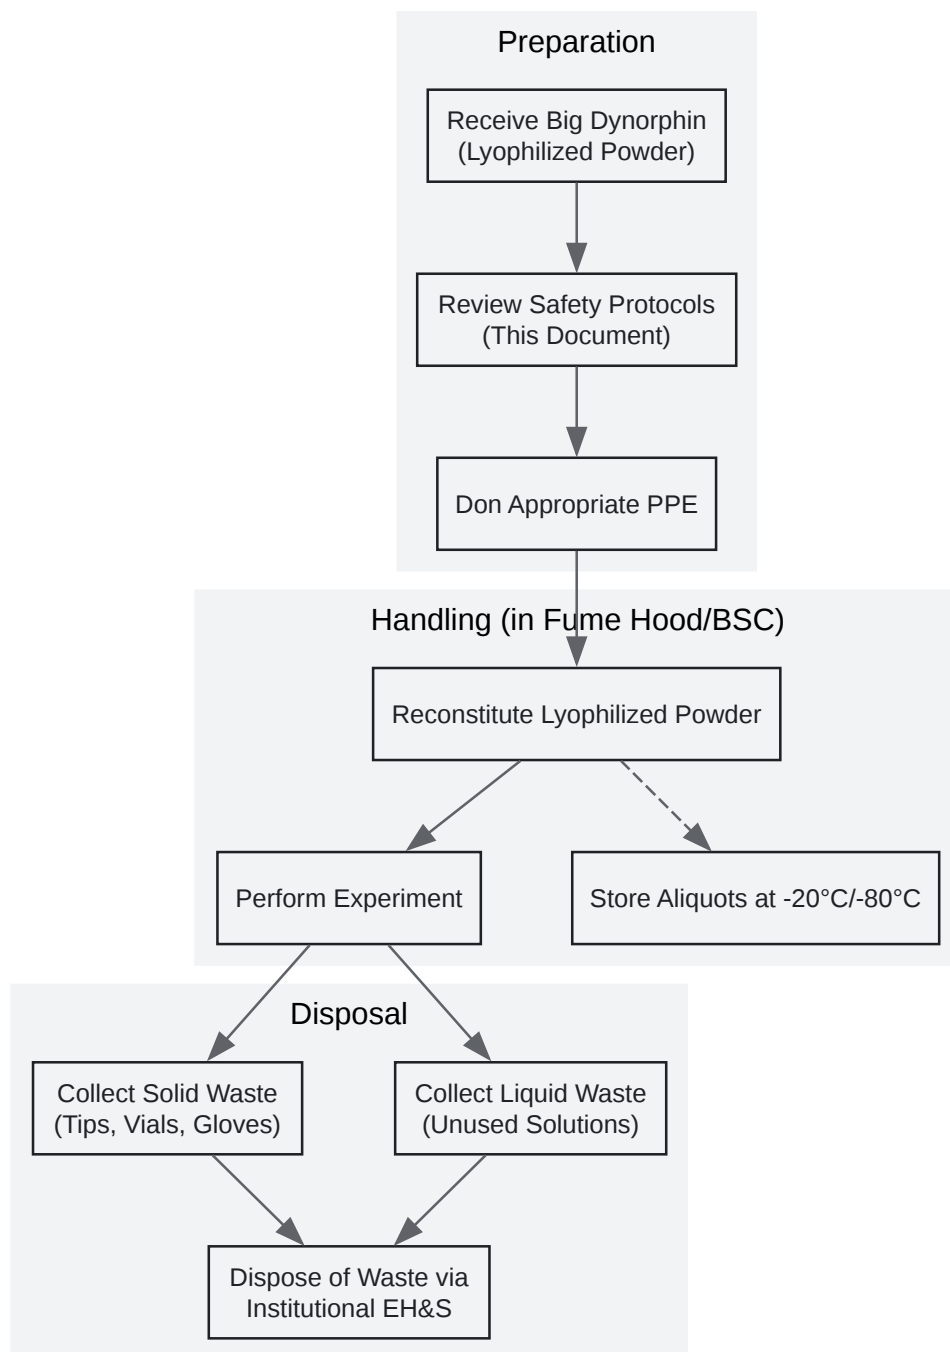 Preparation
Receive Big Dynorphin
(Lyophilized Powder)
Review Safety Protocols
(This Document)
Don Appropriate PPE
Handling (in Fume Hood/BSC)
Reconstitute Lyophilized Powder
Perform Experiment
Store Aliquots at -20°C/-80°C
Disposal
Collect Solid Waste
(Tips, Vials, Gloves)
Collect Liquid Waste
(Unused Solutions)
Dispose of Waste via
Institutional EH&S